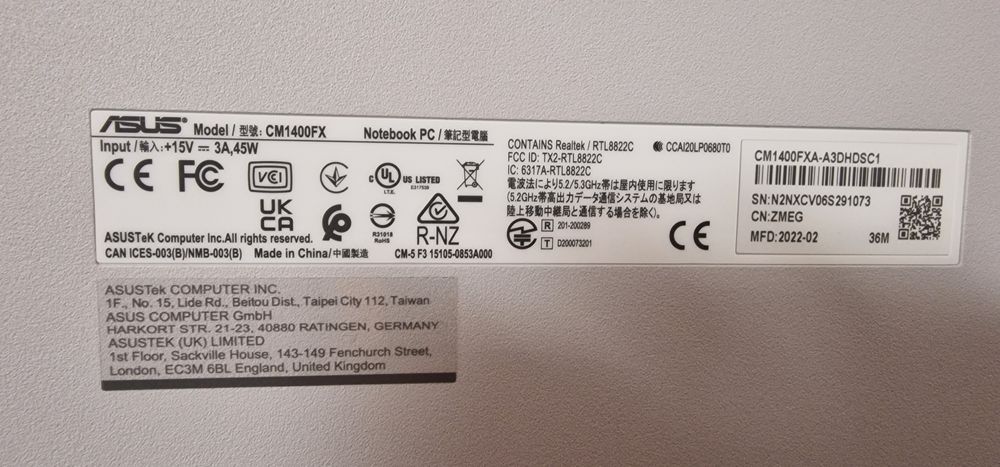 ASUS Model / 型號: CM1400FX Notebook PC / 筆記型電腦
Input / 輸入:+15V ⎓ 3A,45W
CE FC VCI c UL US LISTED
I.T.E. E317539
UK
CA
R31018
RoHS
R-NZ
ASUSTeK Computer Inc.All rights reserved.
CAN ICES-003(B)/NMB-003(B) Made in China/中國製造 CM-5 F3 15105-0853A000
CONTAINS Realtek / RTL8822C CCAI20LP0680T0
FCC ID: TX2-RTL8822C
IC: 6317A-RTL8822C
電波法により5.2/5.3GHz帯は屋内使用に限ります
(5.2GHz帯高出力データ通信システムの基地局又は
陸上移動中継局と通信する場合を除く)。
R 201-200289
T D200073201
CE
CM1400FXA-A3DHDSC1
SN:N2NXCV06S291073
CN:ZMEG
MFD:2022-02 36M
ASUSTek COMPUTER INC.
1F., No. 15, Lide Rd., Beitou Dist., Taipei City 112, Taiwan
ASUS COMPUTER GmbH
HARKORT STR. 21-23, 40880 RATINGEN, GERMANY
ASUSTEK (UK) LIMITED
1st Floor, Sackville House, 143-149 Fenchurch Street,
London, EC3M 6BL England, United Kingdom